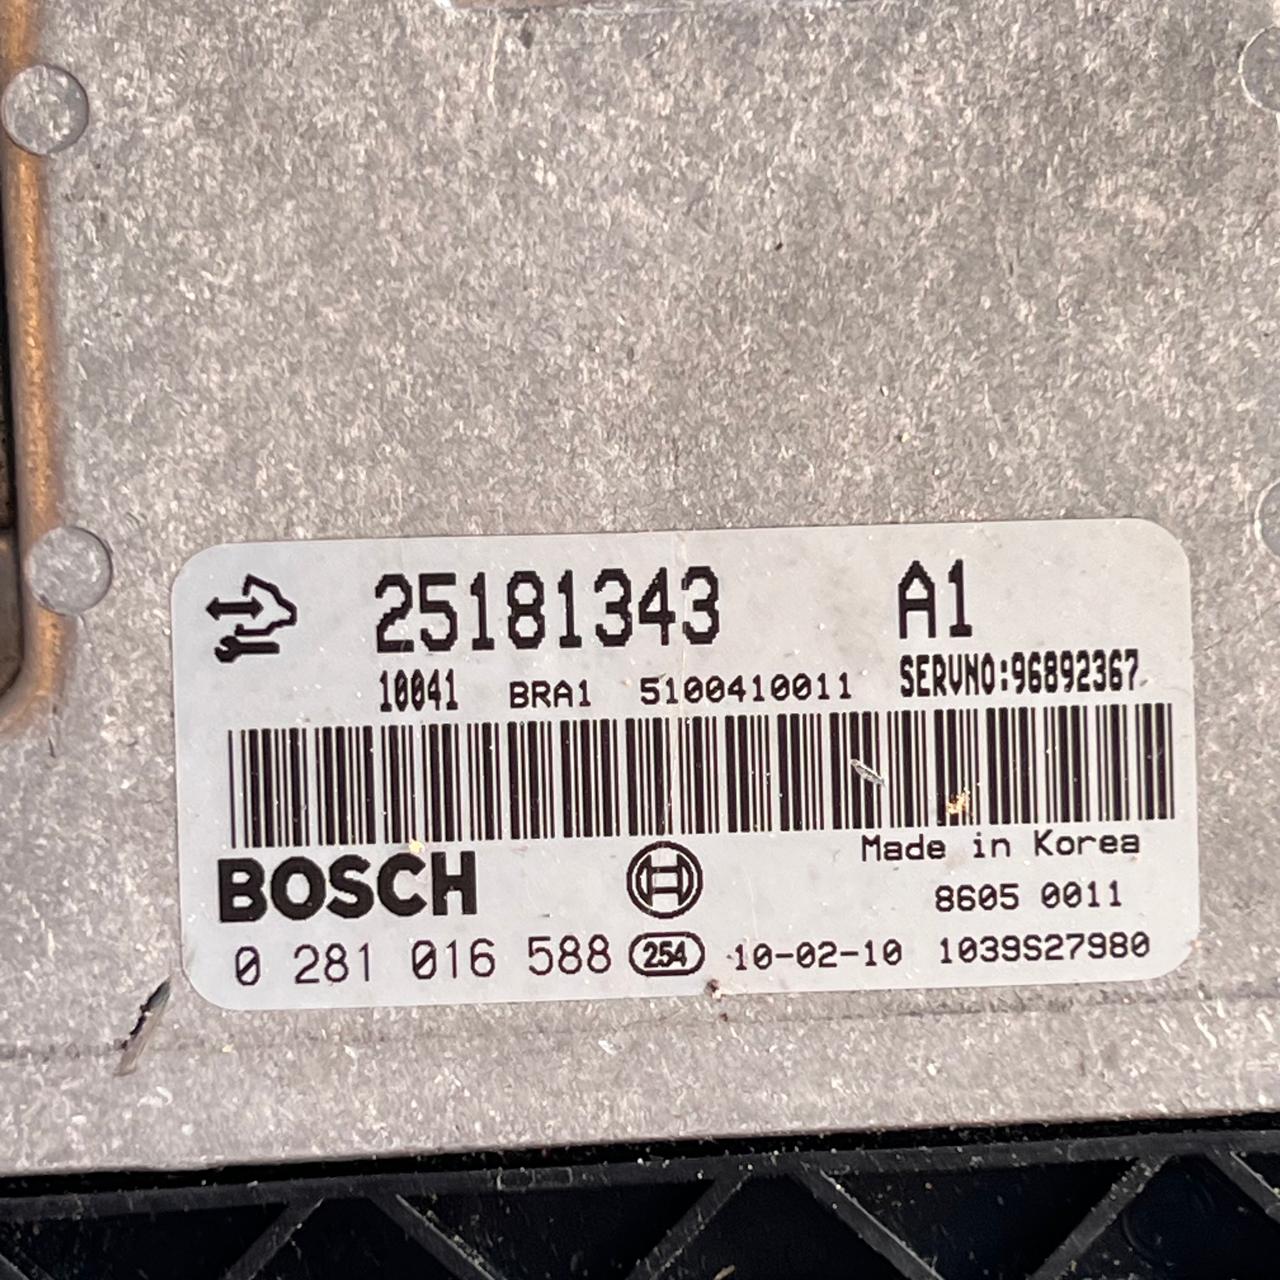 25181343 A1
10041 BRA1 5100410011 SERVNO:96892367
Made in Korea
BOSCH
8605 0011
0 281 016 588 254 10-02-10 1039S27980